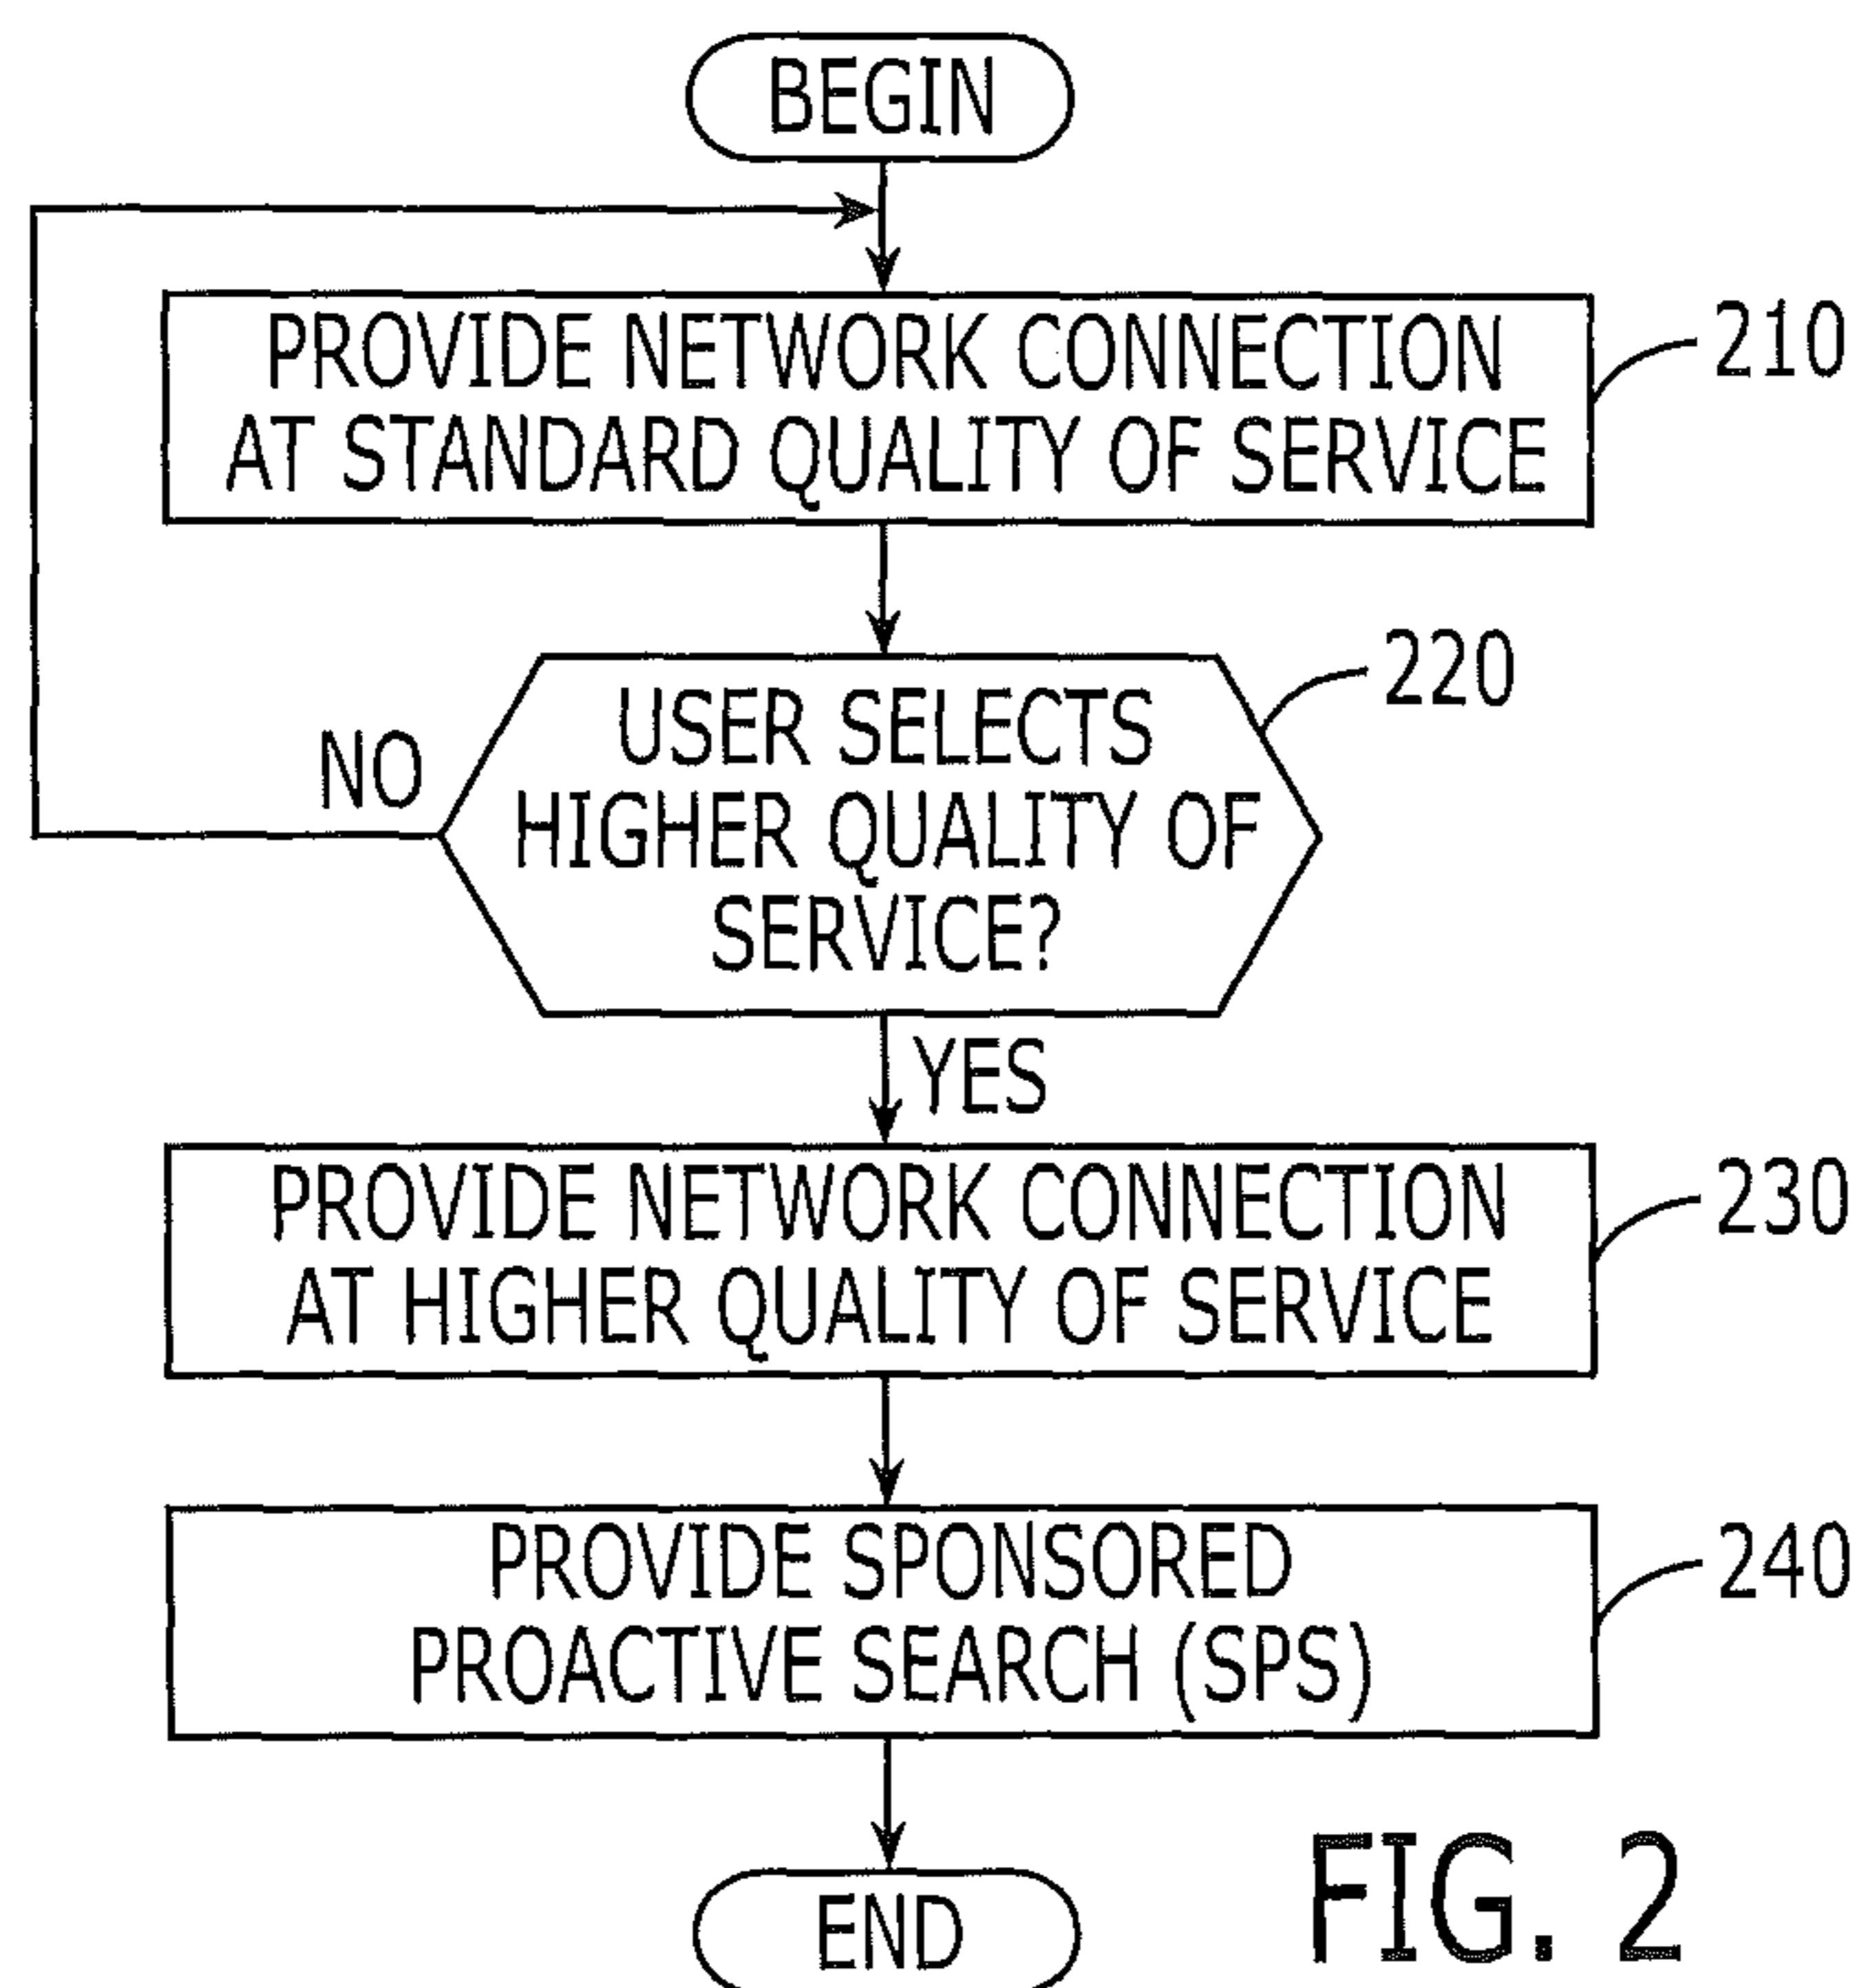 BEGIN
PROVIDE NETWORK CONNECTION
AT STANDARD QUALITY OF SERVICE
210
USER SELECTS
HIGHER QUALITY OF
SERVICE?
220
NO
YES
PROVIDE NETWORK CONNECTION
AT HIGHER QUALITY OF SERVICE
230
PROVIDE SPONSORED
PROACTIVE SEARCH (SPS)
240
END
FIG. 2